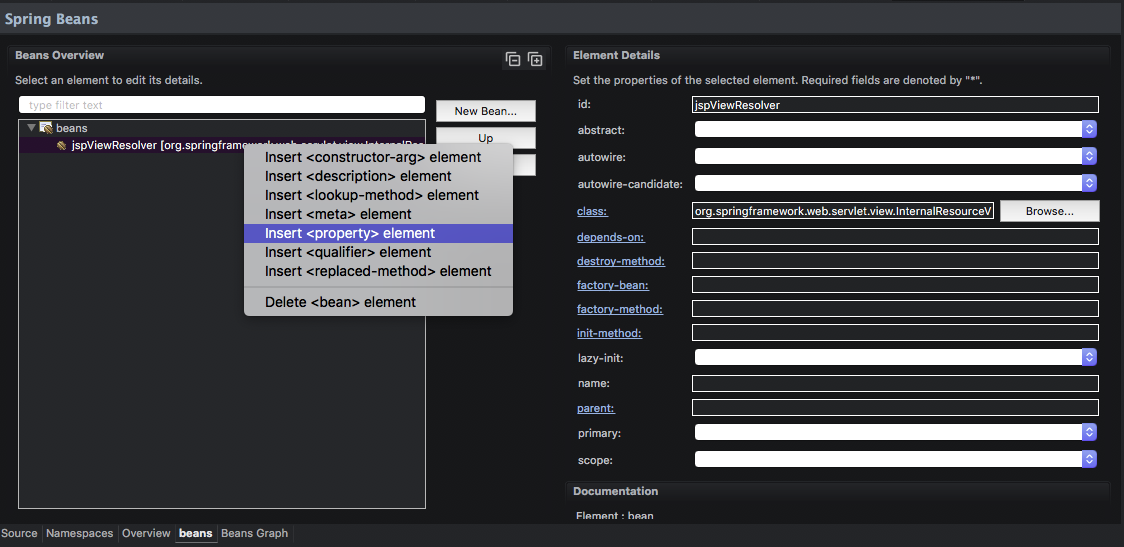 Spring Beans
Beans Overview
Select an element to edit its details.
type filter text
beans
jspViewResolver [org.springframework.web.servlet.view.InternalRes
New Bean...
Up
Insert <constructor-arg> element
Insert <description> element
Insert <lookup-method> element
Insert <meta> element
Insert <property> element
Insert <qualifier> element
Insert <replaced-method> element
Delete <bean> element
Element Details
Set the properties of the selected element. Required fields are denoted by "*".
id: jspViewResolver
abstract:
autowire:
autowire-candidate:
class: org.springframework.web.servlet.view.InternalResourceV Browse...
depends-on:
destroy-method:
factory-bean:
factory-method:
init-method:
lazy-init:
name:
parent:
primary:
scope:
Documentation
Element : bean
Source Namespaces Overview beans Beans Graph